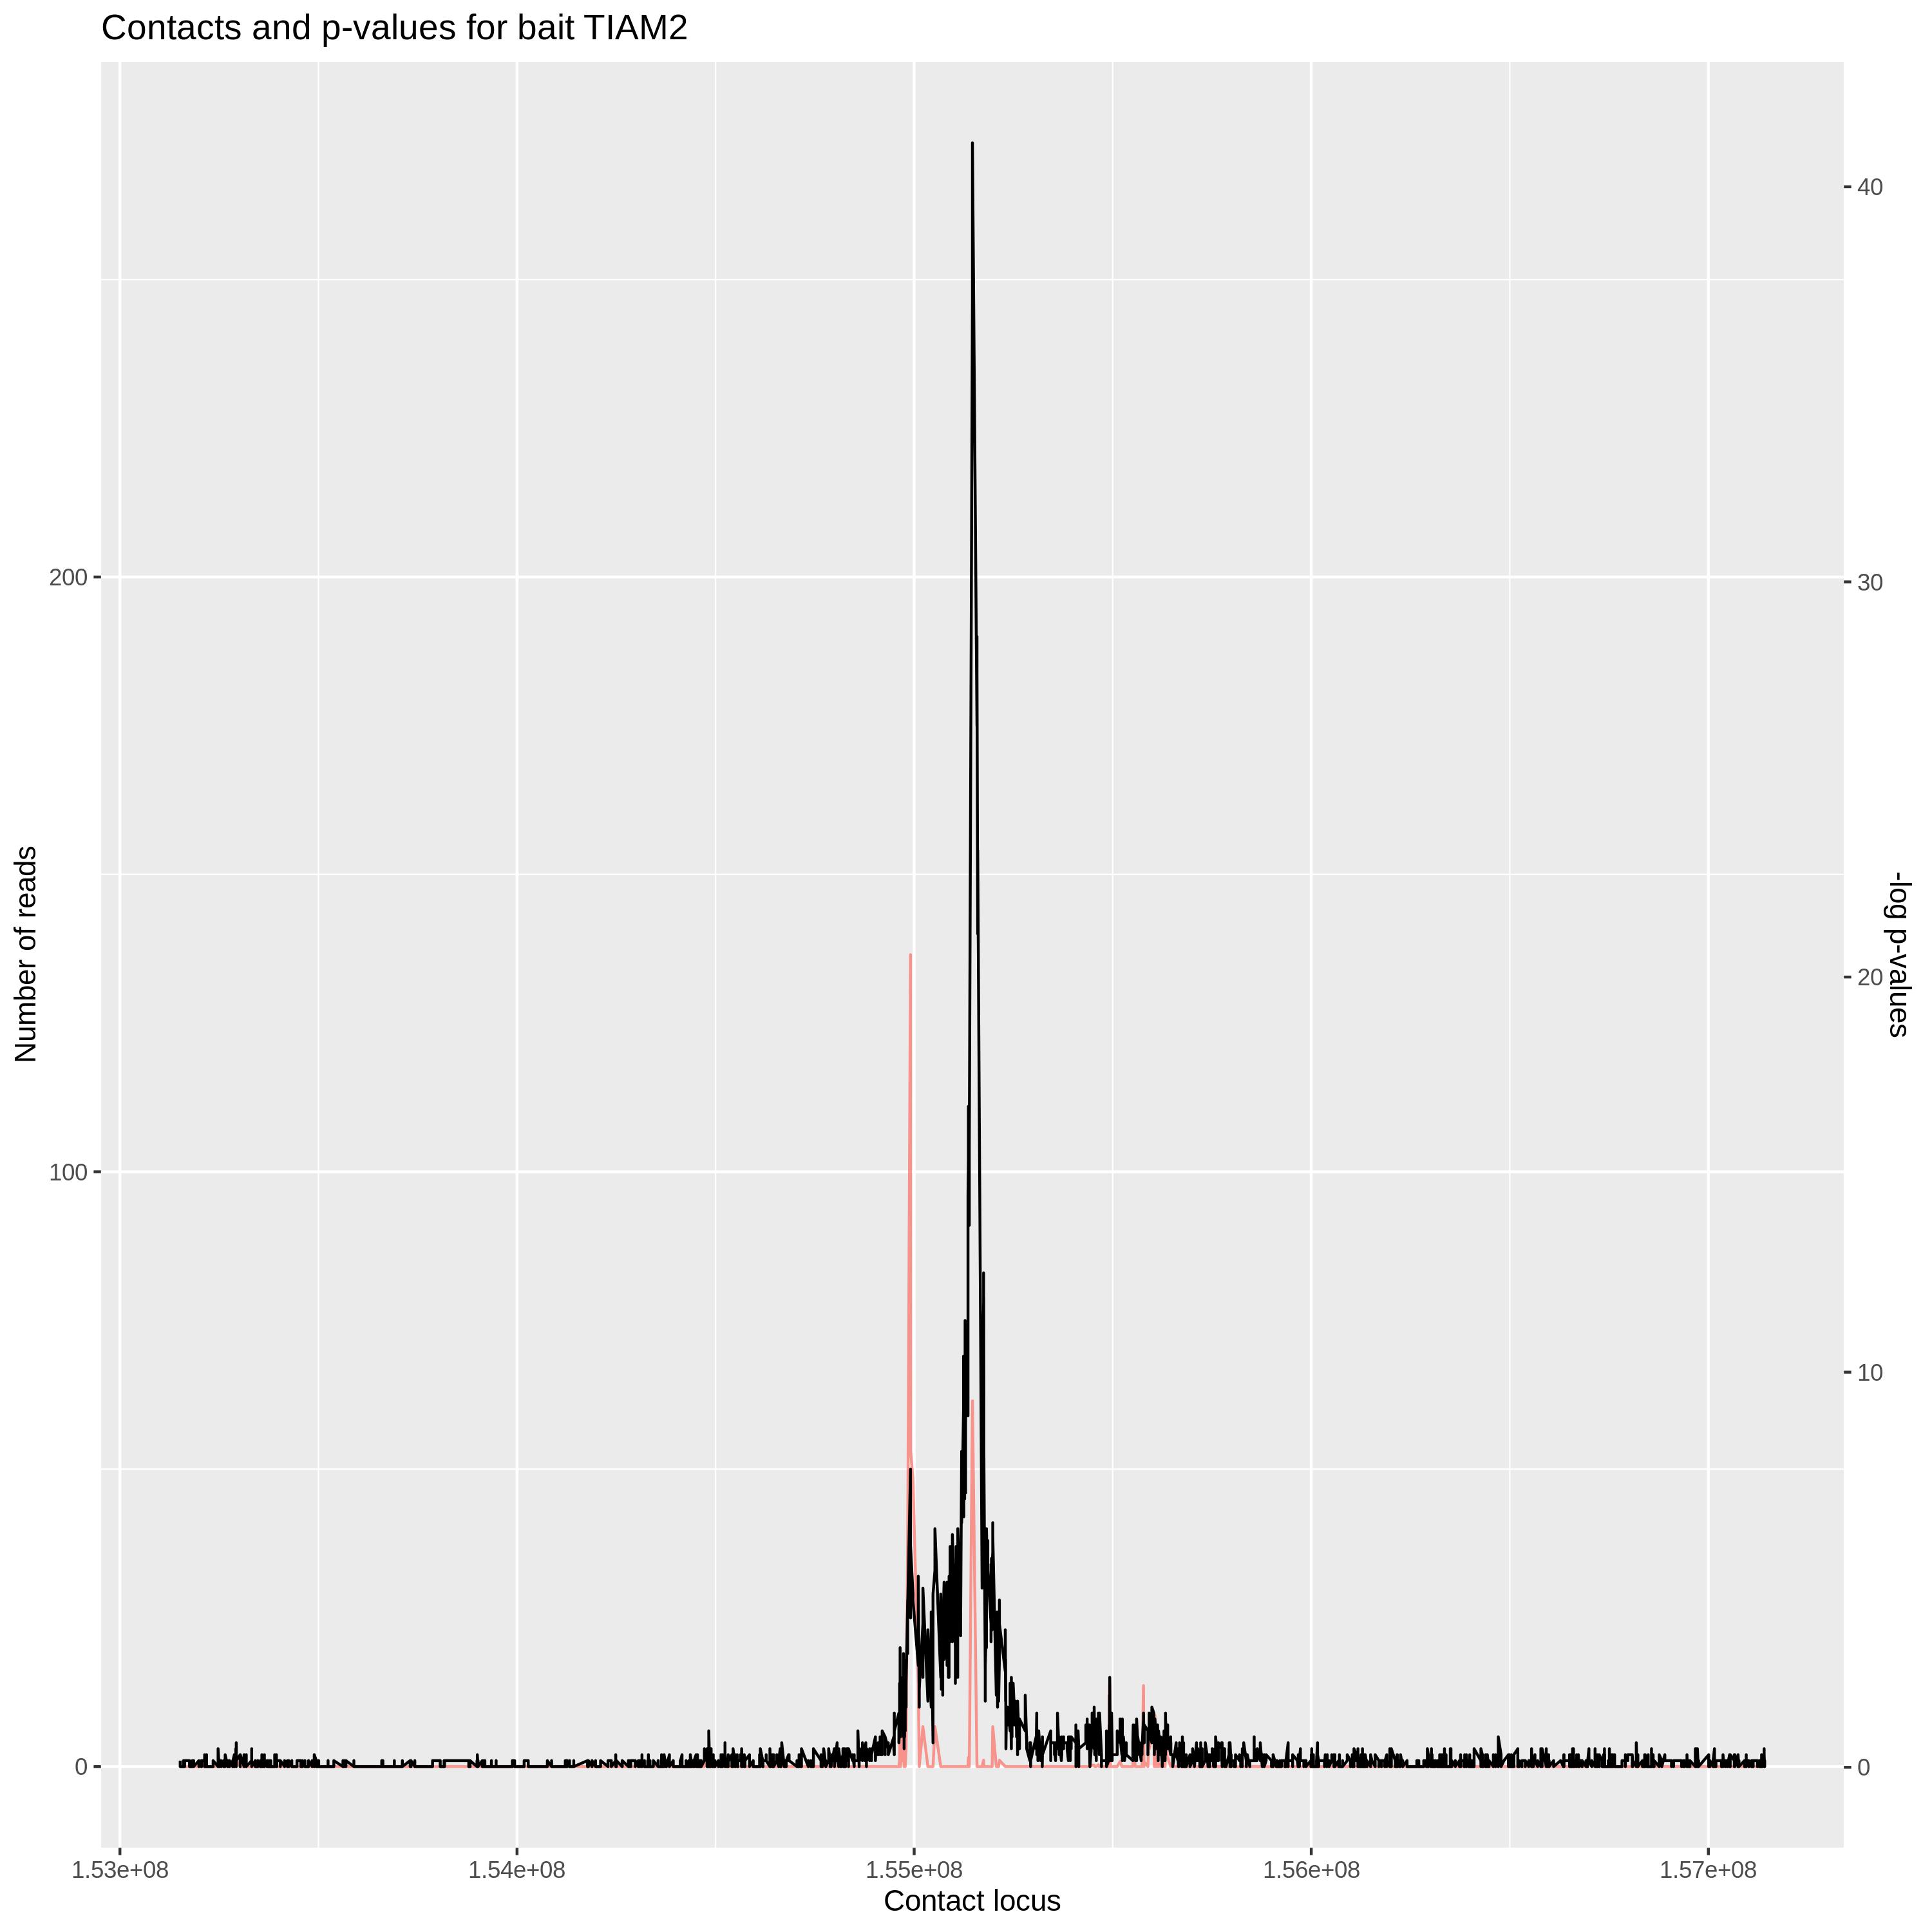 Contacts and p-values for bait TIAM2
Number of reads
200
100
0
40
30
20
10
0
-log p-values
1.53e+08
1.54e+08
1.55e+08
1.56e+08
1.57e+08
Contact locus